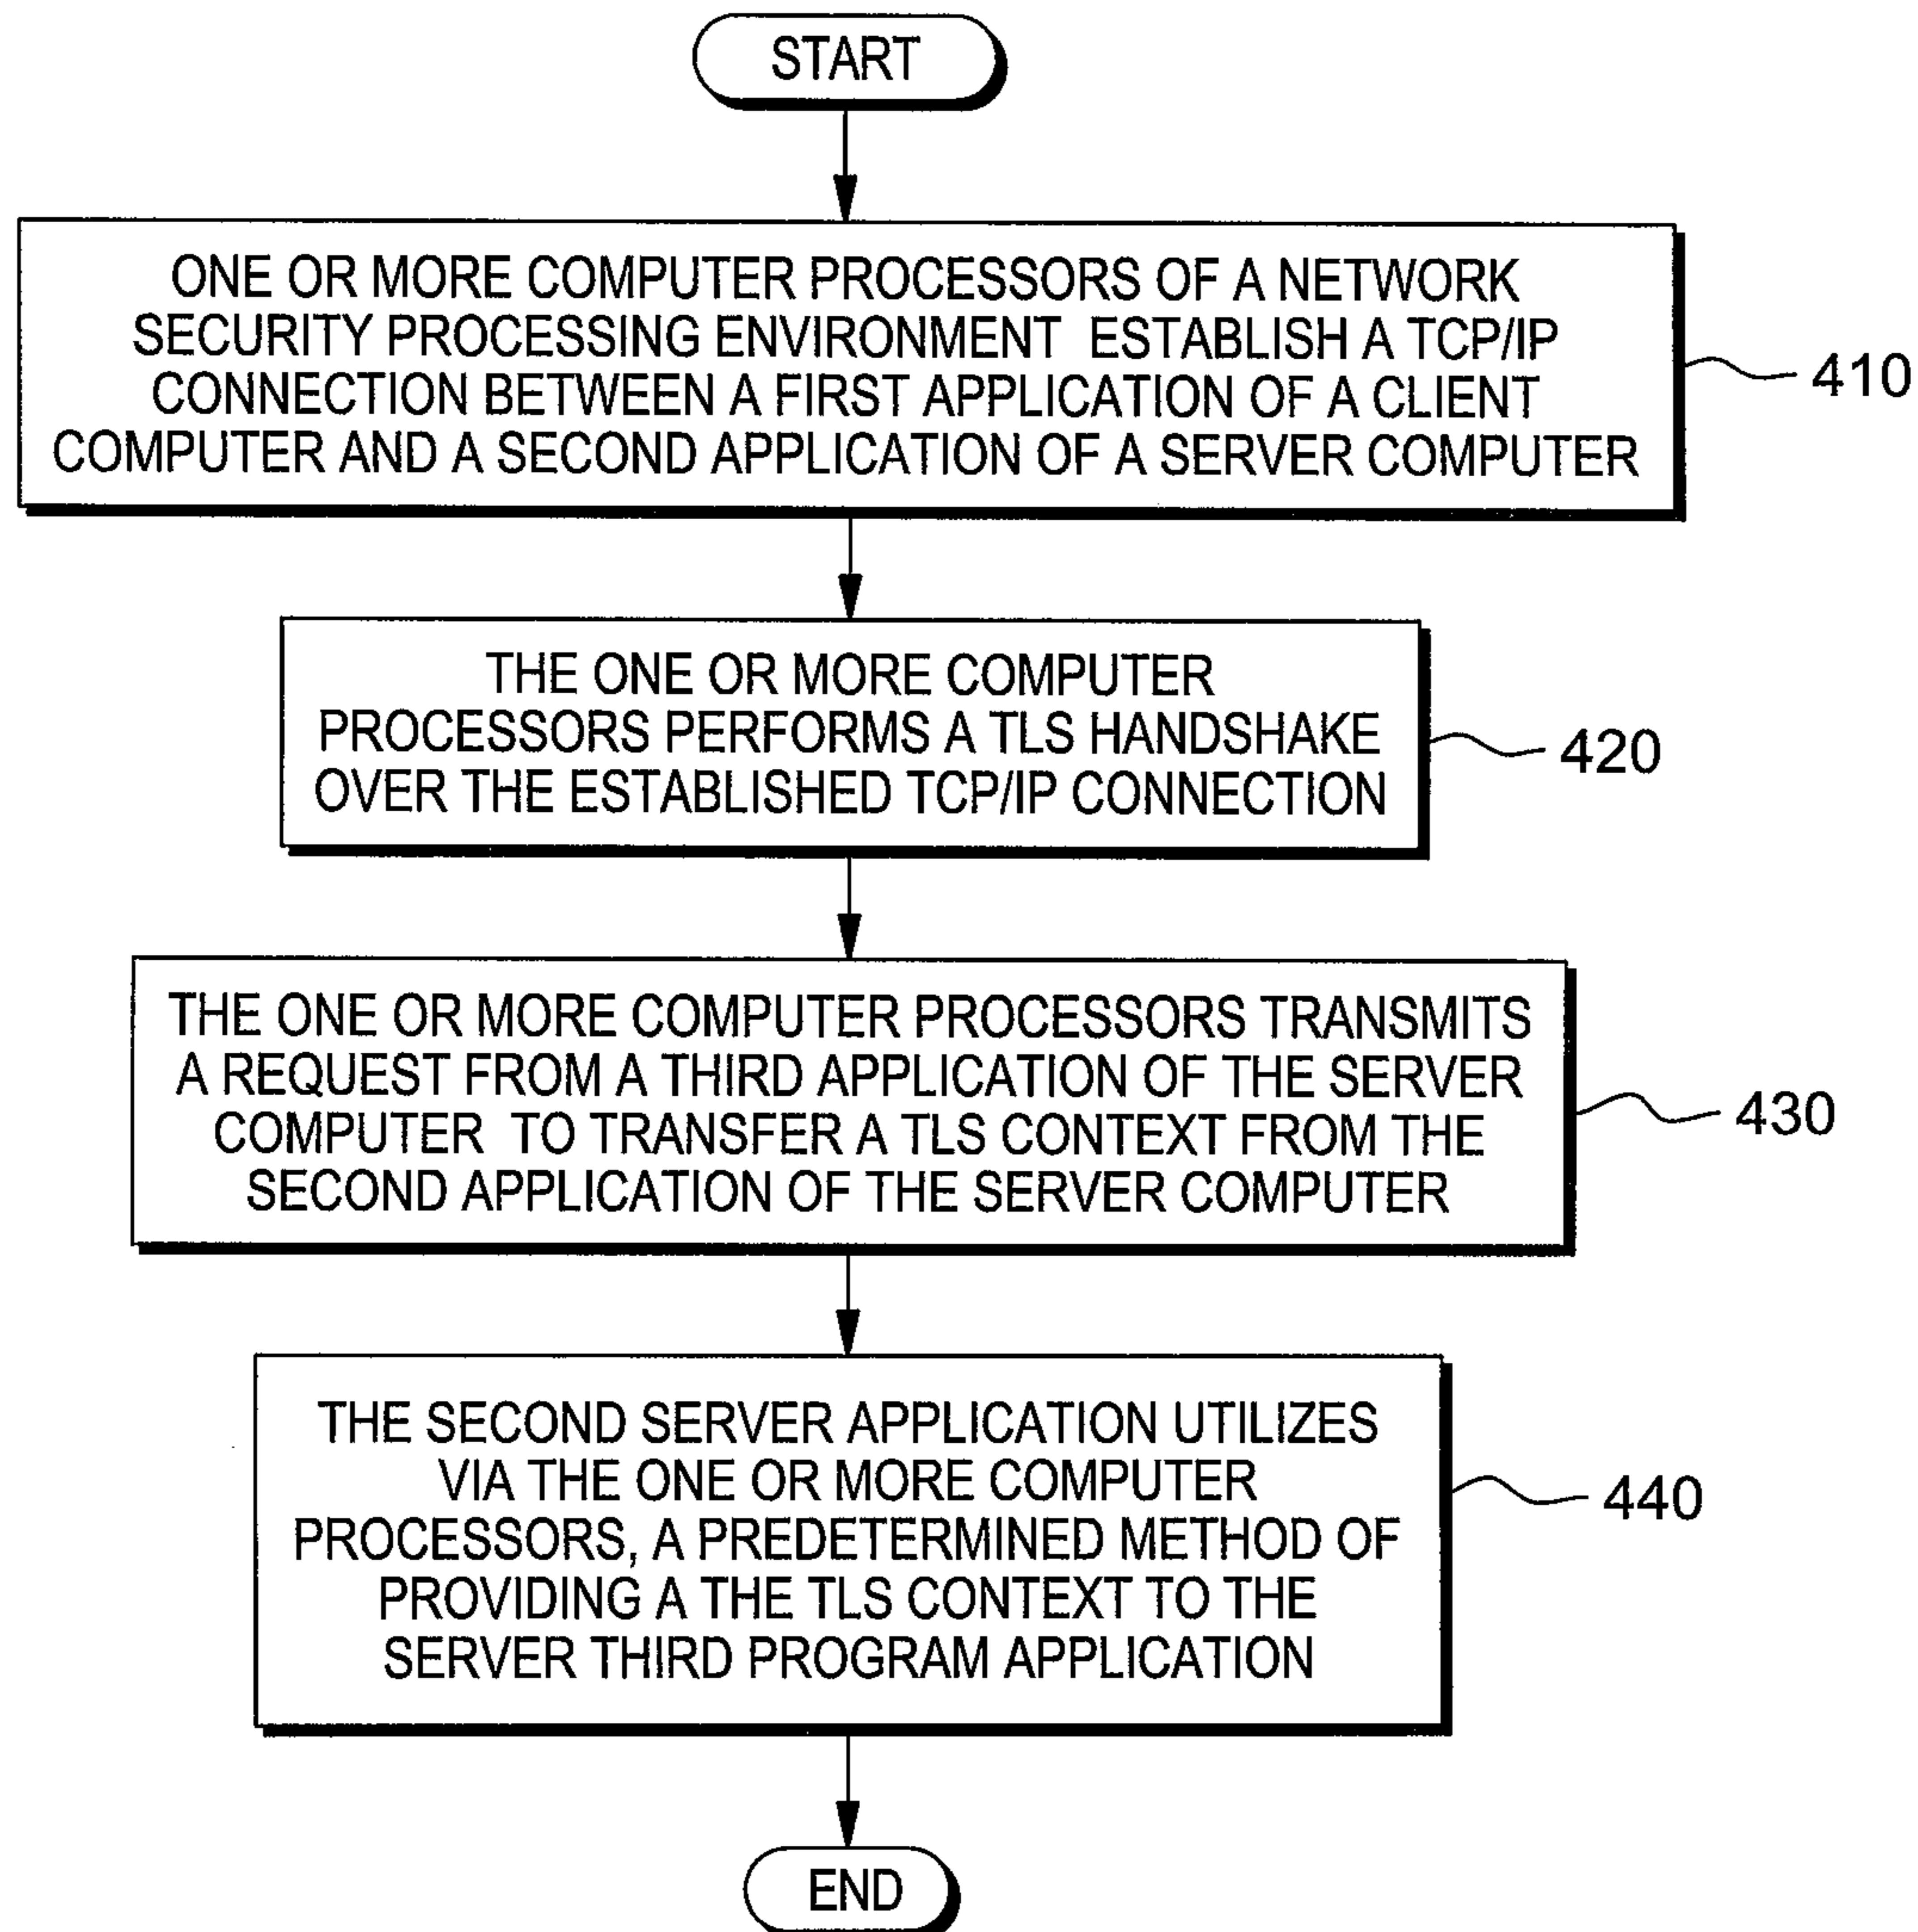 START
ONE OR MORE COMPUTER PROCESSORS OF A NETWORK
SECURITY PROCESSING ENVIRONMENT ESTABLISH A TCP/IP
CONNECTION BETWEEN A FIRST APPLICATION OF A CLIENT
COMPUTER AND A SECOND APPLICATION OF A SERVER COMPUTER
410
THE ONE OR MORE COMPUTER
PROCESSORS PERFORMS A TLS HANDSHAKE
OVER THE ESTABLISHED TCP/IP CONNECTION
420
THE ONE OR MORE COMPUTER PROCESSORS TRANSMITS
A REQUEST FROM A THIRD APPLICATION OF THE SERVER
COMPUTER TO TRANSFER A TLS CONTEXT FROM THE
SECOND APPLICATION OF THE SERVER COMPUTER
430
THE SECOND SERVER APPLICATION UTILIZES
VIA THE ONE OR MORE COMPUTER
PROCESSORS, A PREDETERMINED METHOD OF
PROVIDING A THE TLS CONTEXT TO THE
SERVER THIRD PROGRAM APPLICATION
440
END